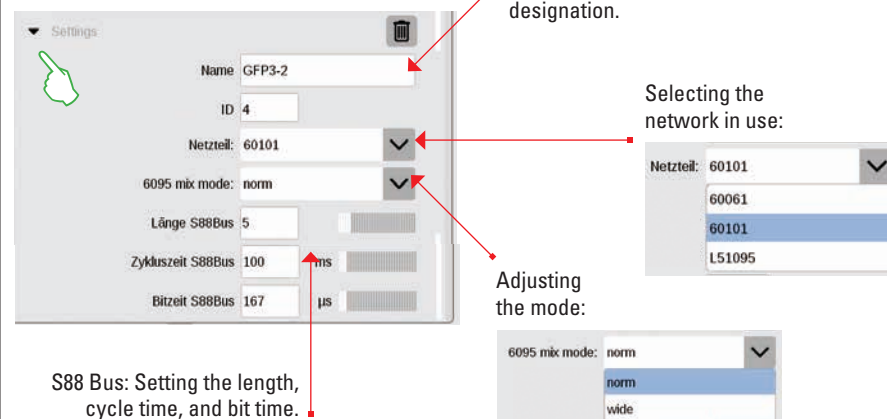 designation.
Settings
Name GFP3-2
ID 4
Netzteil: 60101
6095 mix mode: norm
Länge S88Bus 5
Zykluszeit S88Bus 100 ms
Bitzeit S88Bus 167 µs
Selecting the
network in use:
Netzteil: 60101
60061
60101
L51095
Adjusting
the mode:
6095 mix mode: norm
norm
wide
S88 Bus: Setting the length,
cycle time, and bit time.